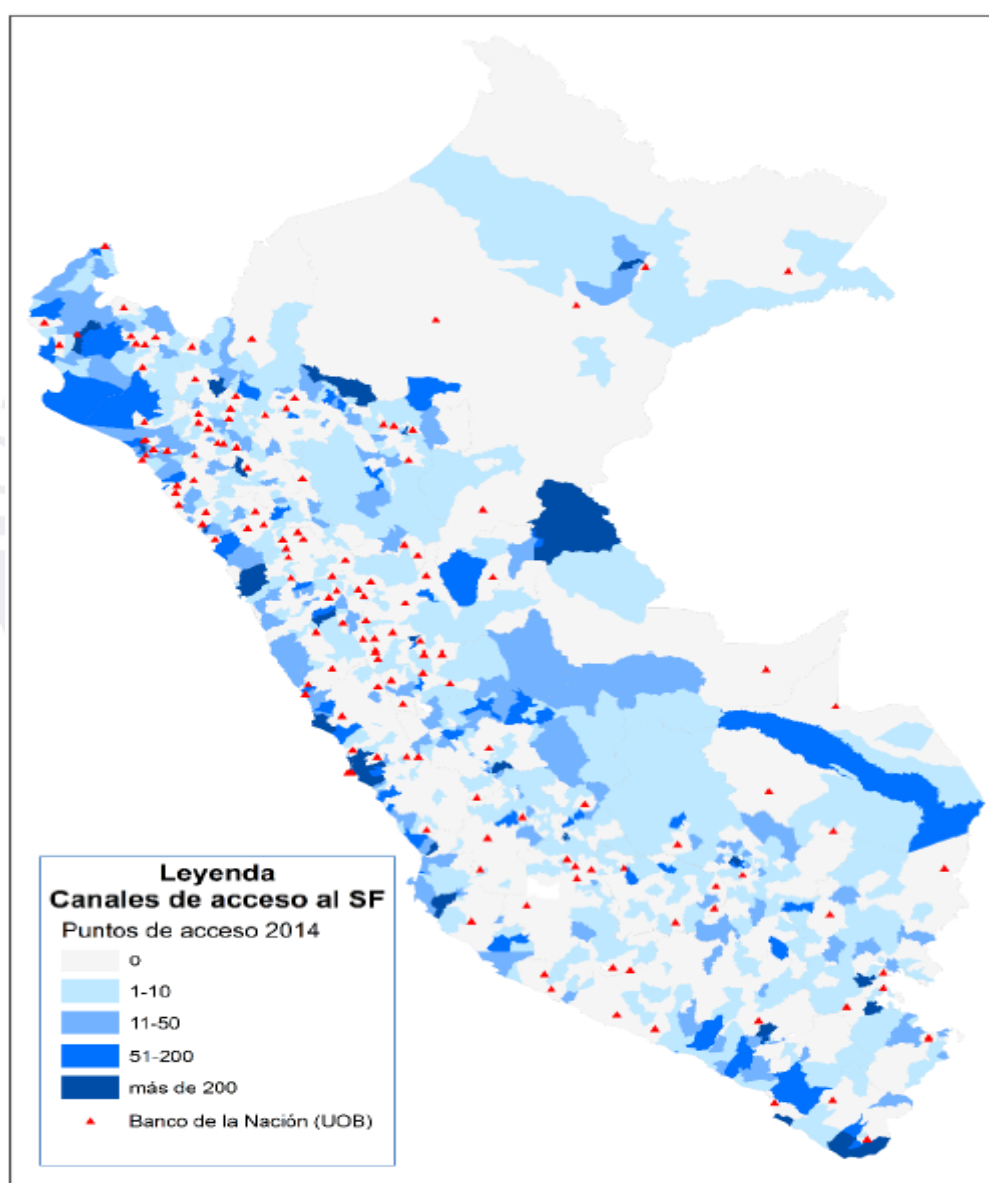 Leyenda
Canales de acceso al SF
Puntos de acceso 2014
0
1-10
11-50
51-200
más de 200
Banco de la Nación (UOB)